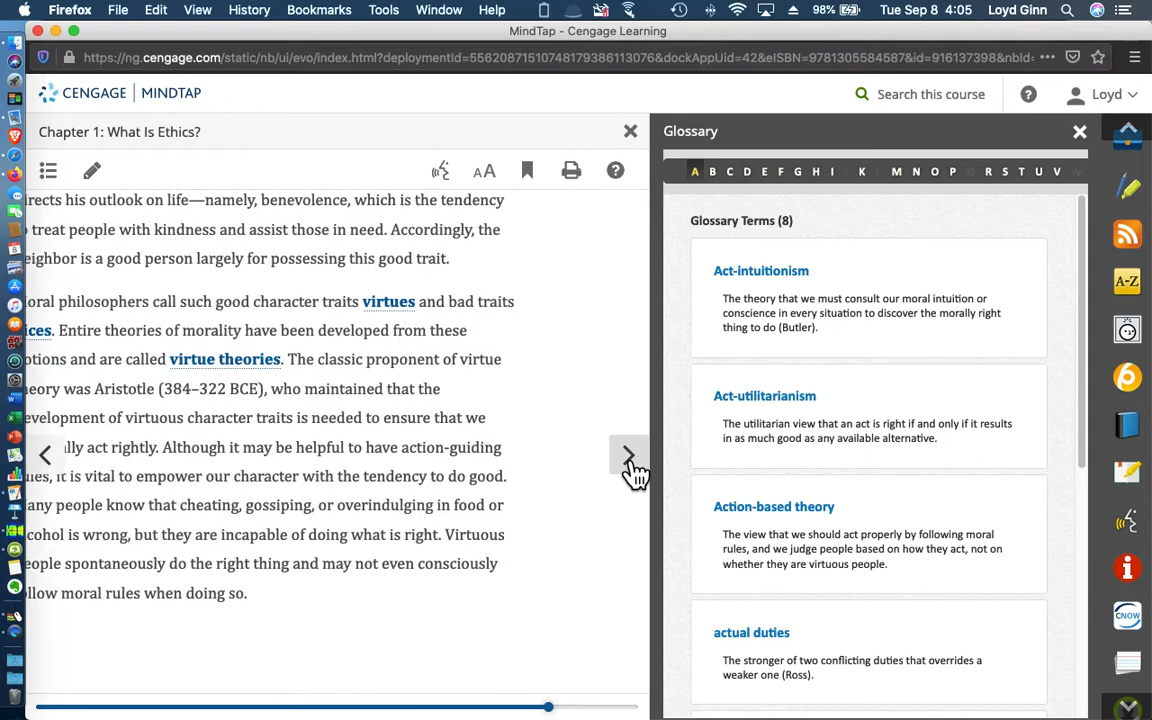 Firefox File Edit View History Bookmarks Tools Window Help 98% Tue Sep 8 4:05 Loyd Ginn
MindTap - Cengage Learning
https://ng.cengage.com/static/nb/ui/evo/index.html?deploymentId=55620871510748179386113076&dockAppUid=42&eISBN=9781305584587&id=916137398&nbId=
CENGAGE | MINDTAP
Search this course
Loyd
Chapter 1: What Is Ethics?
AA
rects his outlook on life—namely, benevolence, which is the tendency
treat people with kindness and assist those in need. Accordingly, the
eighbor is a good person largely for possessing this good trait.
oral philosophers call such good character traits virtues and bad traits
ces. Entire theories of morality have been developed from these
otions and are called virtue theories. The classic proponent of virtue
eory was Aristotle (384–322 BCE), who maintained that the
evelopment of virtuous character traits is needed to ensure that we
lly act rightly. Although it may be helpful to have action-guiding
les, it is vital to empower our character with the tendency to do good.
any people know that cheating, gossiping, or overindulging in food or
cohol is wrong, but they are incapable of doing what is right. Virtuous
eople spontaneously do the right thing and may not even consciously
llow moral rules when doing so.
Glossary
A B C D E F G H I K M N O P R S T U V
Glossary Terms (8)
Act-intuitionism
The theory that we must consult our moral intuition or
conscience in every situation to discover the morally right
thing to do (Butler).
Act-utilitarianism
The utilitarian view that an act is right if and only if it results
in as much good as any available alternative.
Action-based theory
The view that we should act properly by following moral
rules, and we judge people based on how they act, not on
whether they are virtuous people.
actual duties
The stronger of two conflicting duties that overrides a
weaker one (Ross).
A-Z
CNOW